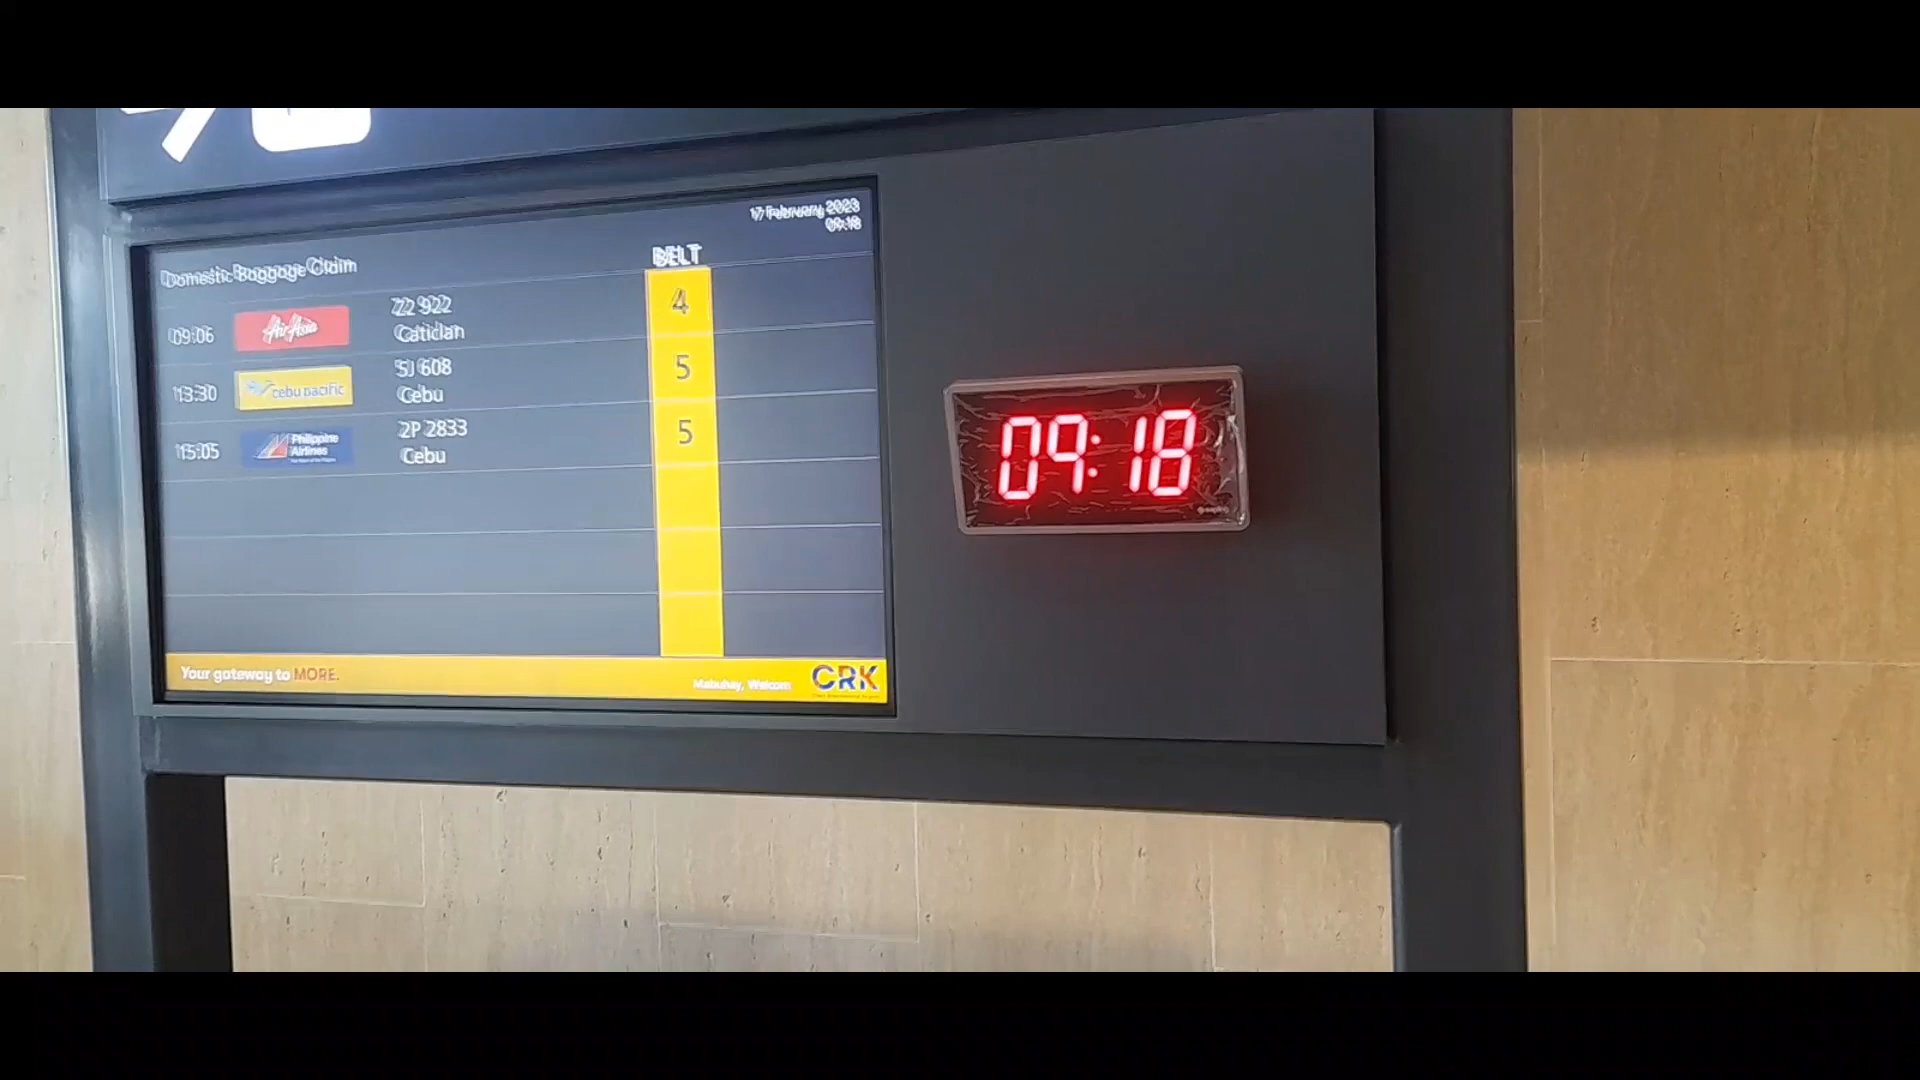 17 February 2023
09:18
Domestic Baggage Claim
BELT
09:06 AirAsia Z2 922 Caticlan 4
13:30 cebu pacific 5J 608 Cebu 5
15:05 Philippine Airlines 2P 2833 Cebu 5
09:18
Your gateway to MORE.
Mabuhay, Welcom
CRK